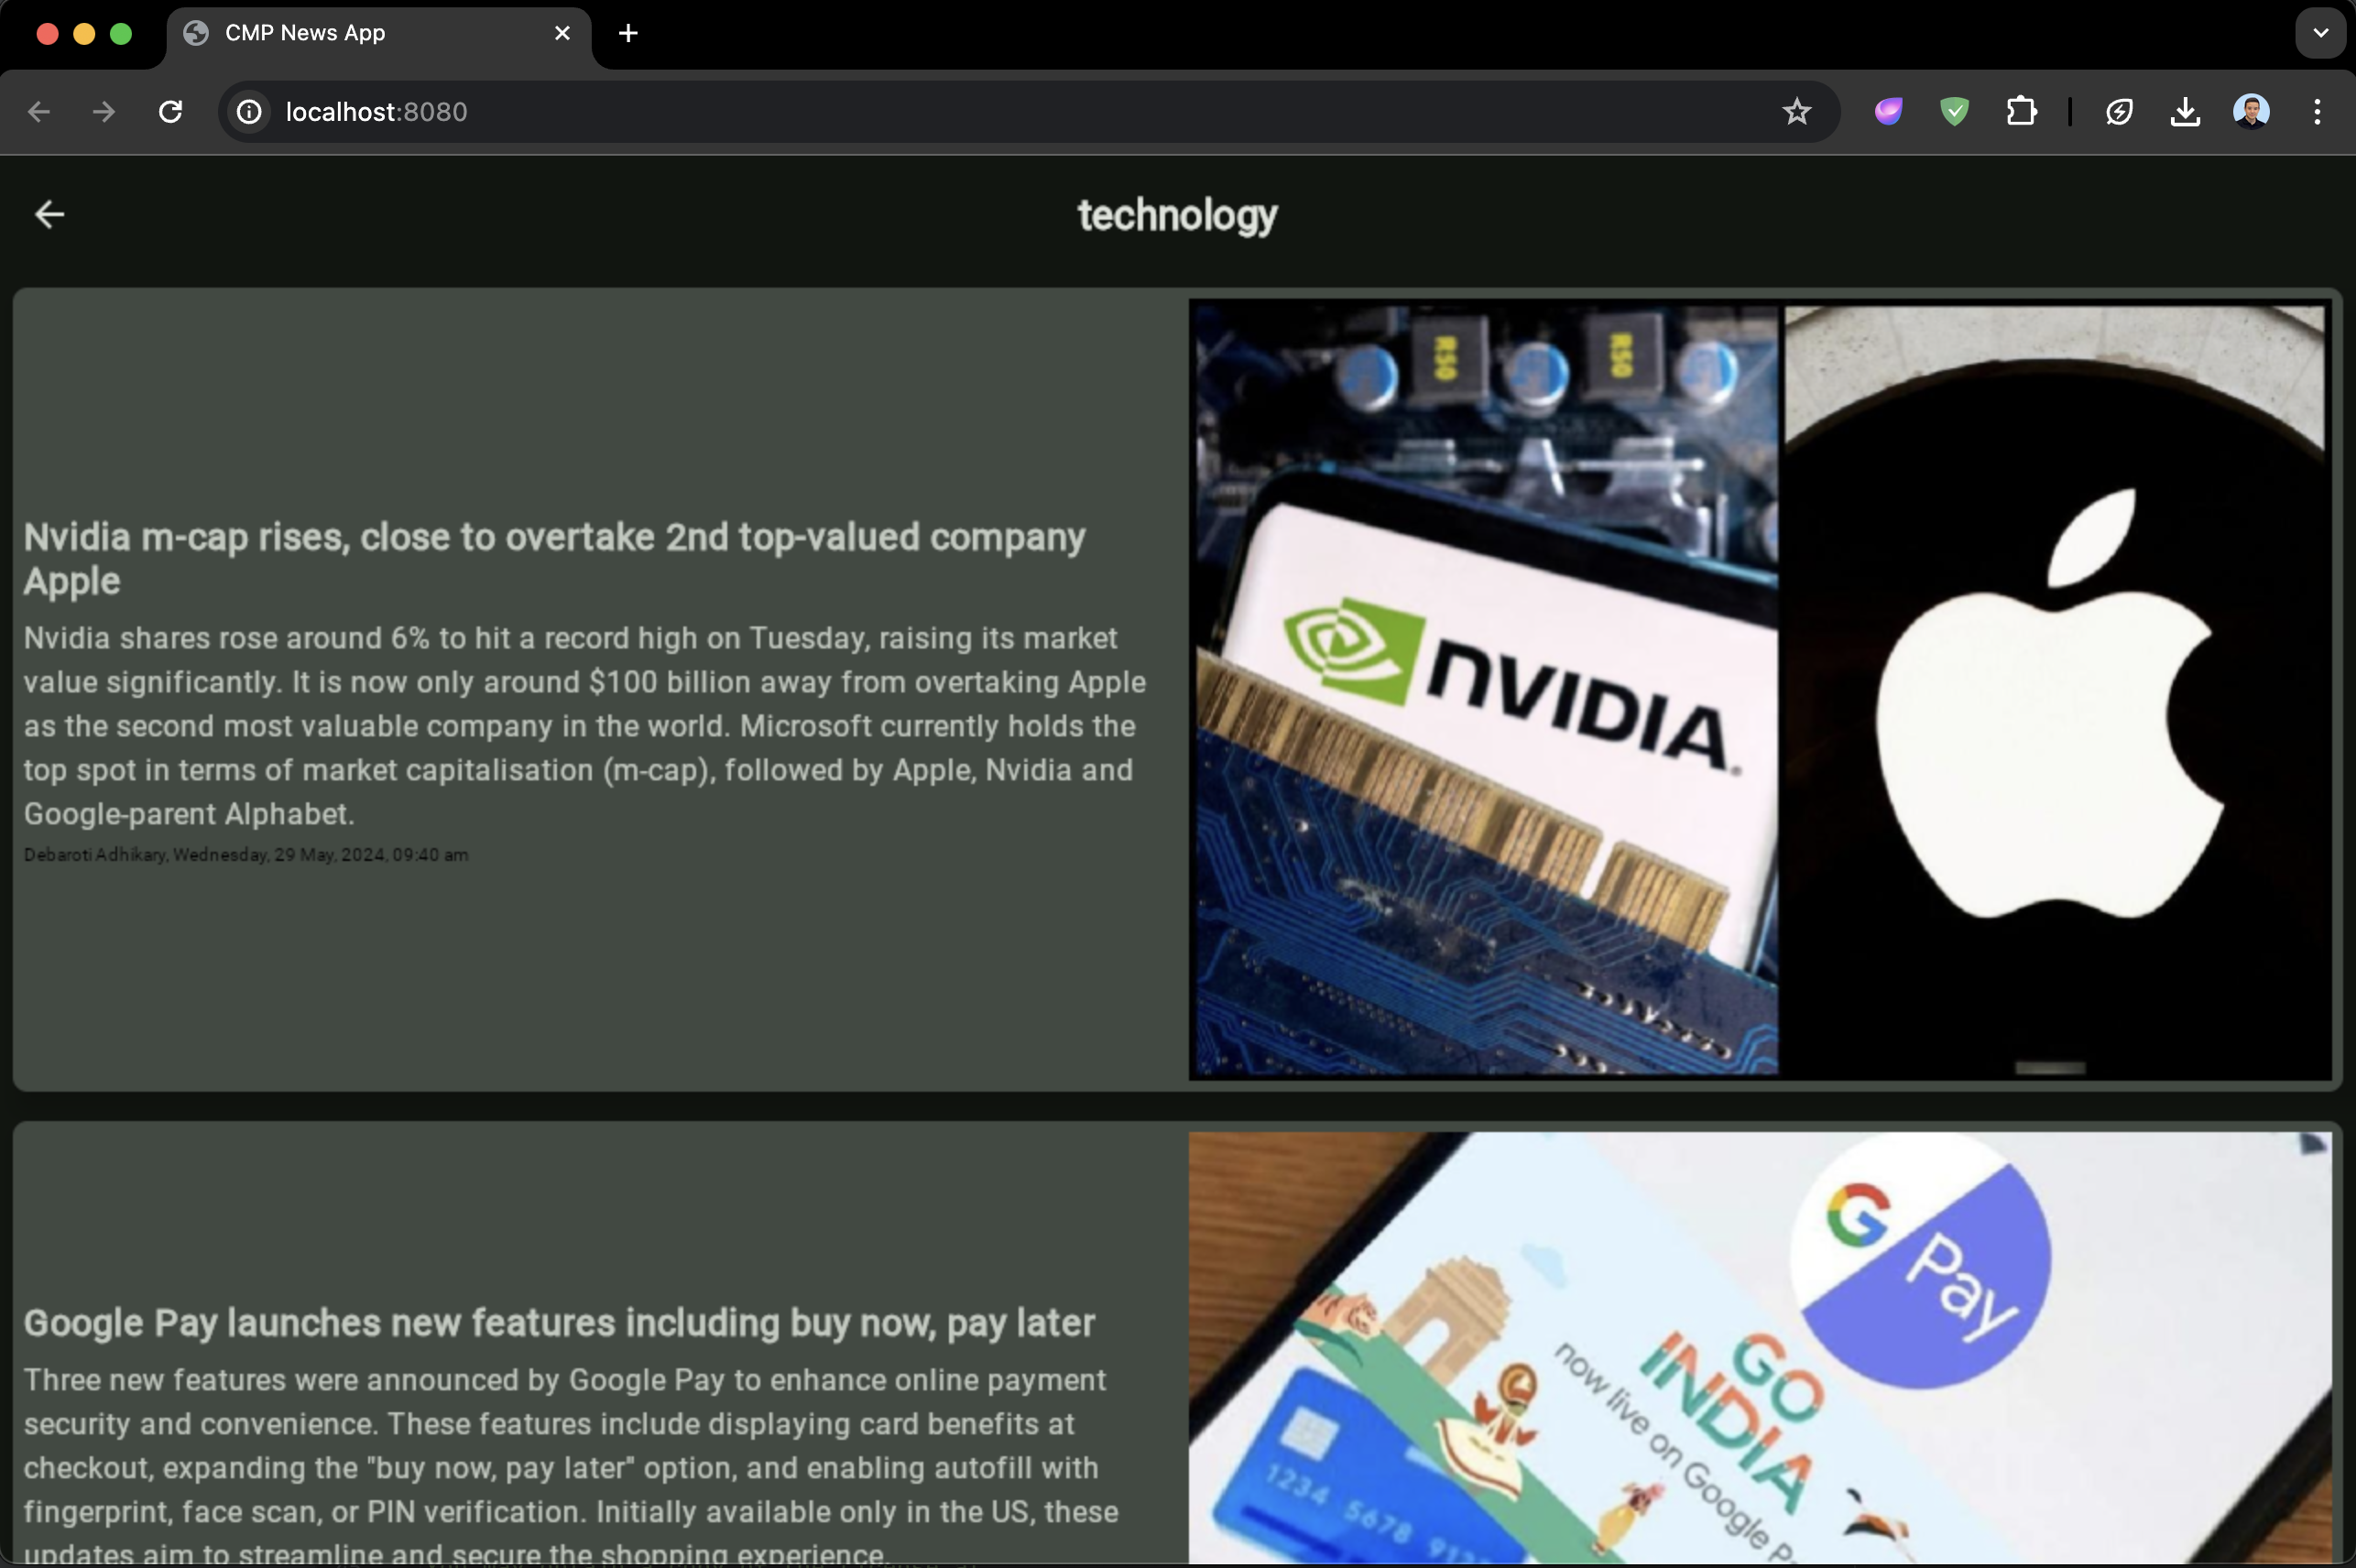 CMP News App
localhost:8080
technology
Nvidia m-cap rises, close to overtake 2nd top-valued company
Apple
Nvidia shares rose around 6% to hit a record high on Tuesday, raising its market
value significantly. It is now only around $100 billion away from overtaking Apple
as the second most valuable company in the world. Microsoft currently holds the
top spot in terms of market capitalisation (m-cap), followed by Apple, Nvidia and
Google-parent Alphabet.
Debaroti Adhikary, Wednesday, 29 May, 2024, 09:40 am
R50
R50
NVIDIA.
Google Pay launches new features including buy now, pay later
Three new features were announced by Google Pay to enhance online payment
security and convenience. These features include displaying card benefits at
checkout, expanding the "buy now, pay later" option, and enabling autofill with
fingerprint, face scan, or PIN verification. Initially available only in the US, these
updates aim to streamline and secure the shopping experience.
G Pay
GO
INDIA
now live on Google
1234 5678